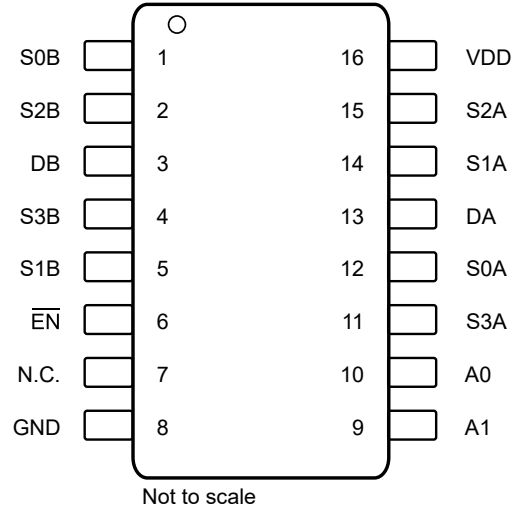 S0B 1 16 VDD
S2B 2 15 S2A
DB 3 14 S1A
S3B 4 13 DA
S1B 5 12 S0A
E̅N̅ 6 11 S3A
N.C. 7 10 A0
GND 8 9 A1
Not to scale